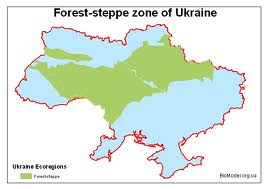 Forest-steppe zone of Ukraine
Ukraine Ecoregions
Forest-steppe
BioModel.org.ua